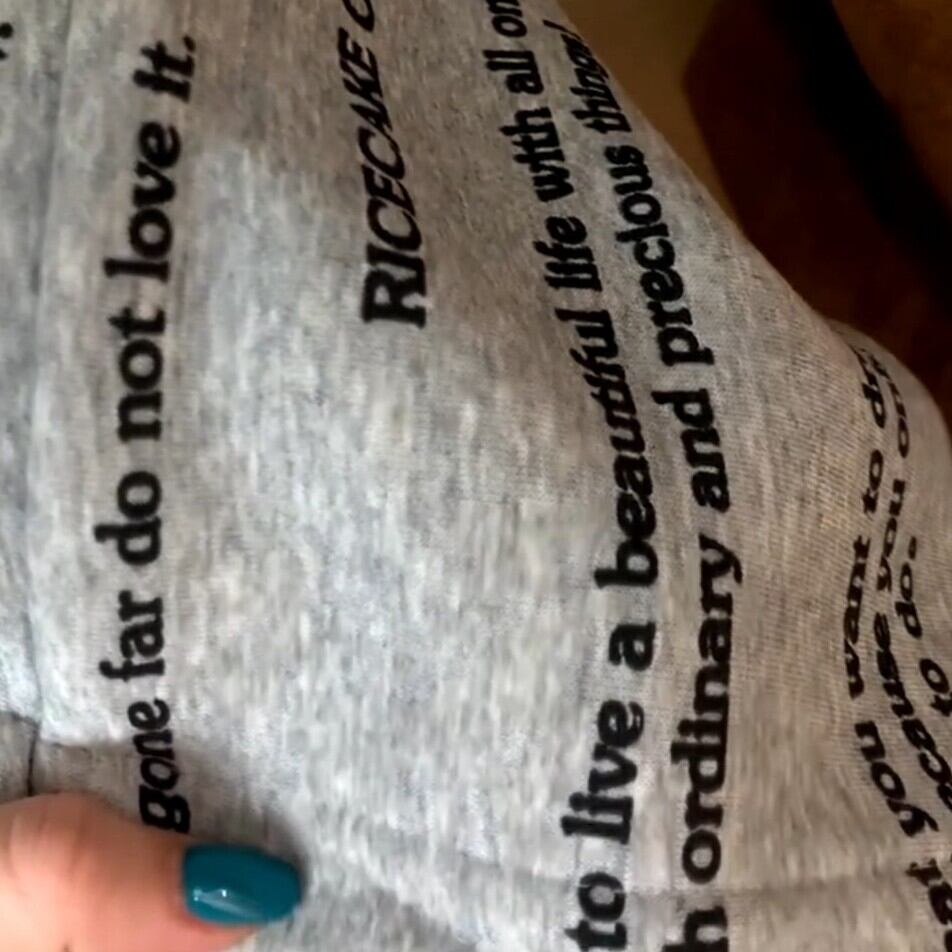 gone far do not love it.
RICECAKE
to live a beautiful life with all
ordinary and precious things!
you want to
you
to do.